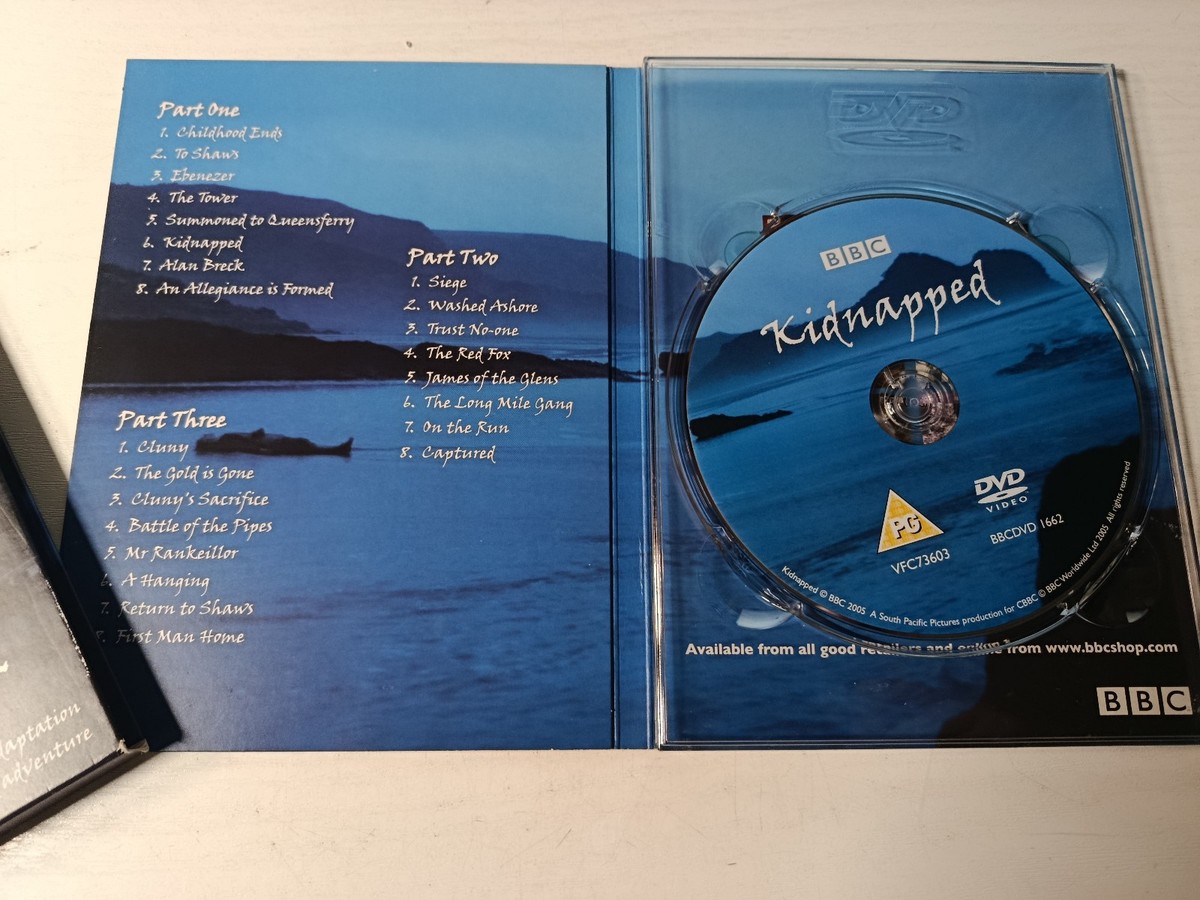 Part One
1. Childhood Ends
2. To Shaws
3. Ebenezer
4. The Tower
5. Summoned to Queensferry
6. Kidnapped
7. Alan Breck
8. An Allegiance is Formed
Part Two
1. Siege
2. Washed Ashore
3. Trust No-one
4. The Red Fox
5. James of the Glens
6. The Long Mile Gang
7. On the Run
8. Captured
Part Three
1. Cluny
2. The Gold is Gone
3. Cluny's Sacrifice
4. Battle of the Pipes
5. Mr Rankeillor
6. A Hanging
7. Return to Shaws
8. First Man Home
adventure
DVD
BBC
Kidnapped
PG
DVD
VIDEO
VFC73603
BBCDVD 1662
Kidnapped © BBC 2005 A South Pacific Pictures production for CBBC © BBC Worldwide Ltd 2005 All rights reserved
Available from all good retailers and online from www.bbcshop.com
BBC